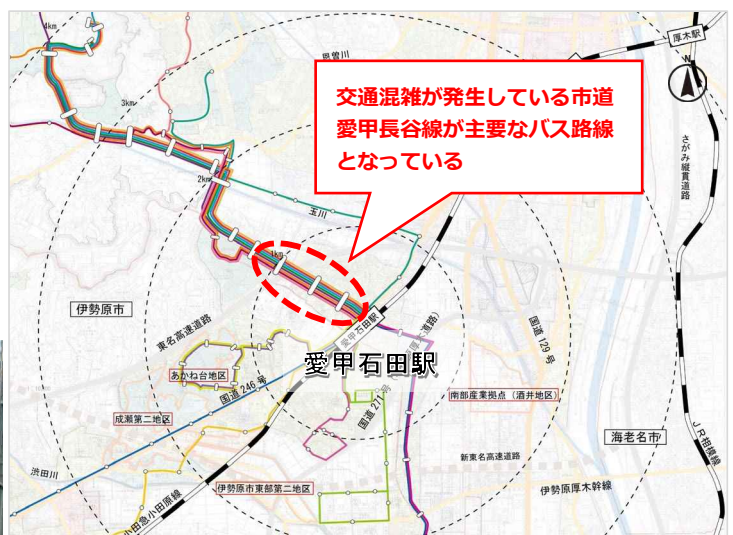 4km
恩曽川
厚木駅
N
交通混雑が発生している市道
愛甲長谷線が主要なバス路線
となっている
3km
さがみ縦貫道路
2km
玉川
1km
伊勢原市
東名高速道路
愛甲石田駅
国道129号
愛甲石田駅
あかね台地区
国道246号
国道271号
南部産業拠点（酒井地区）
成瀬第二地区
海老名市
JR相模線
新東名高速道路
渋田川
伊勢原市東部第二地区
伊勢原厚木幹線
小田急小田原線